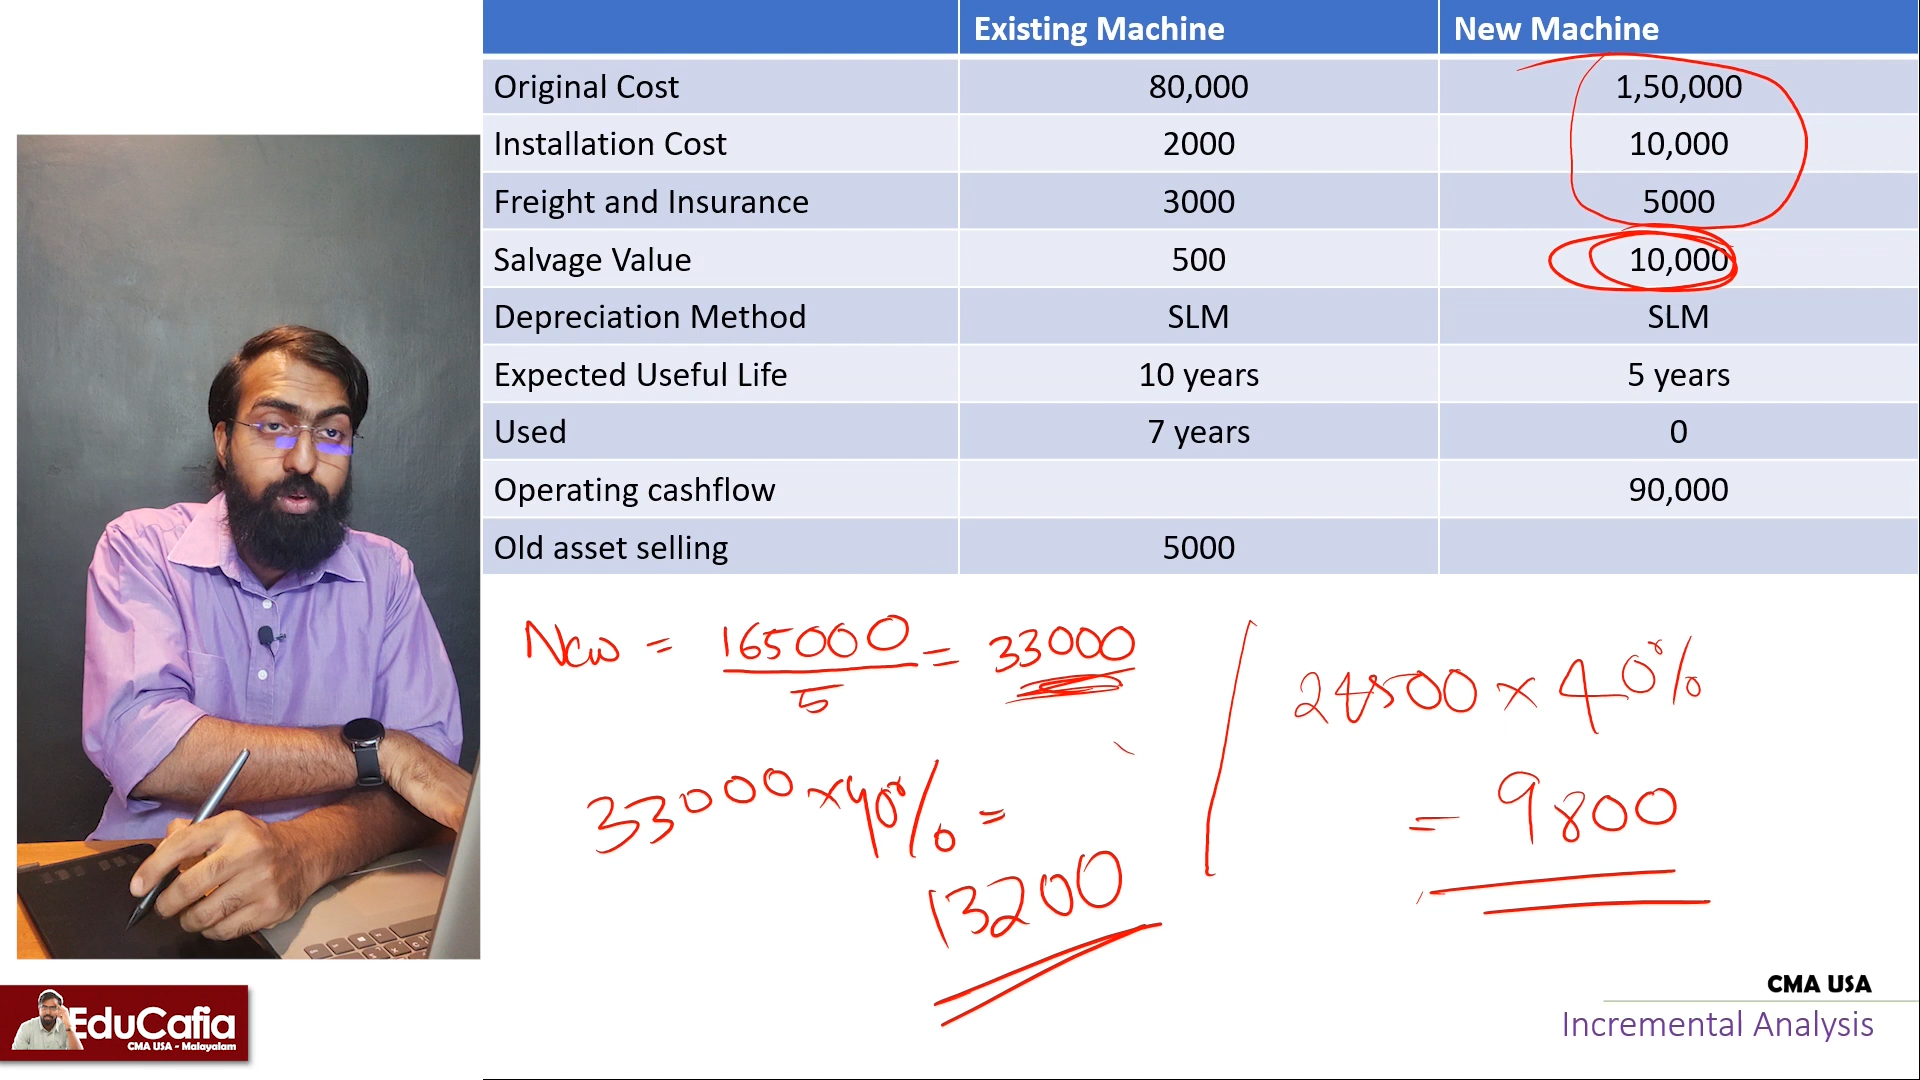 Existing Machine New Machine
Original Cost 80,000 1,50,000
Installation Cost 2000 10,000
Freight and Insurance 3000 5000
Salvage Value 500 10,000
Depreciation Method SLM SLM
Expected Useful Life 10 years 5 years
Used 7 years 0
Operating cashflow 90,000
Old asset selling 5000
New = 165000 / 5 = 33000
33000 × 40% =
13200
24500 × 40%
= 9800
EduCafia
CMA USA - Malayalam
CMA USA
Incremental Analysis